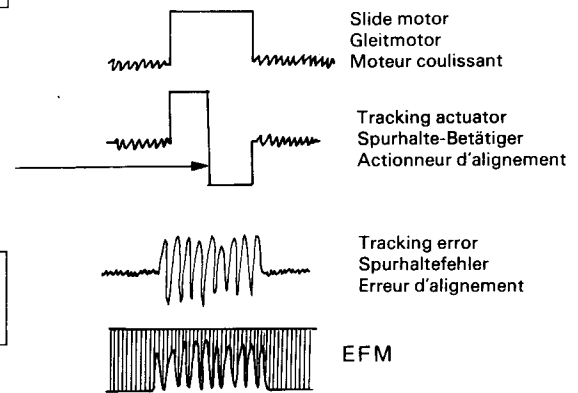 Slide motor
Gleitmotor
Moteur coulissant
Tracking actuator
Spurhalte-Betätiger
Actionneur d'alignement
Tracking error
Spurhaltefehler
Erreur d'alignement
EFM